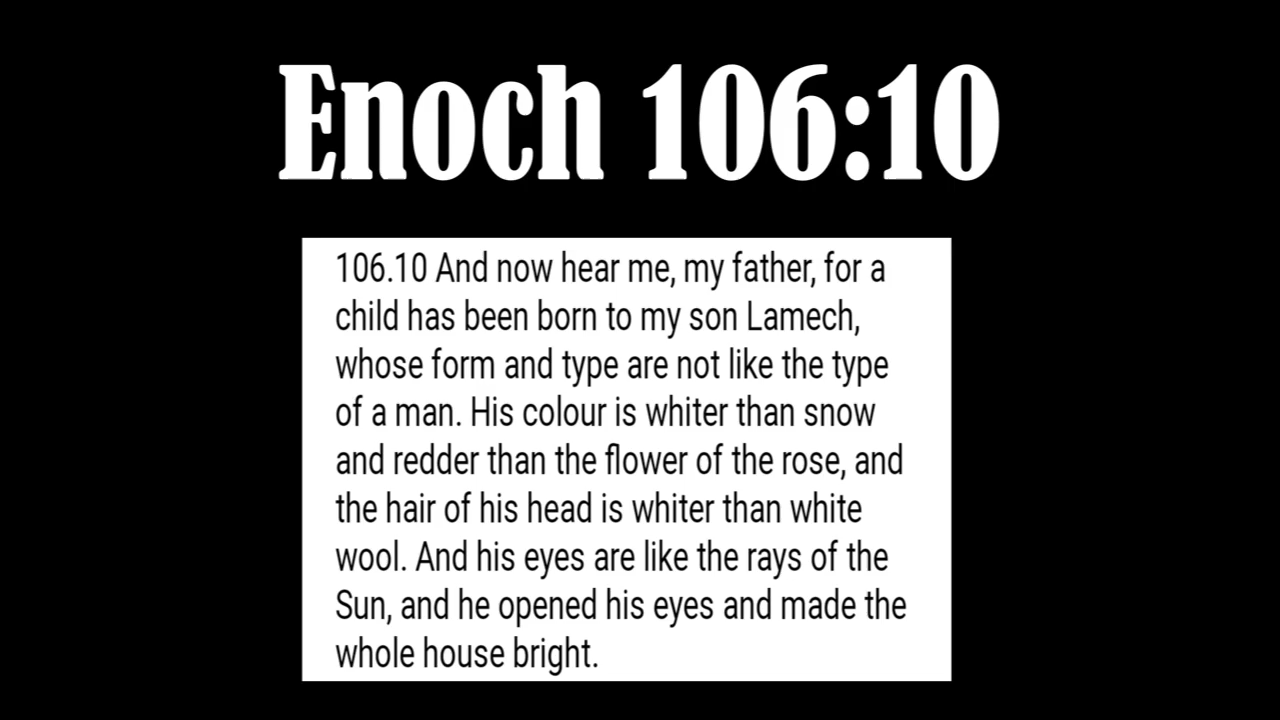 Enoch 106:10
106.10 And now hear me, my father, for a
child has been born to my son Lamech,
whose form and type are not like the type
of a man. His colour is whiter than snow
and redder than the flower of the rose, and
the hair of his head is whiter than white
wool. And his eyes are like the rays of the
Sun, and he opened his eyes and made the
whole house bright.